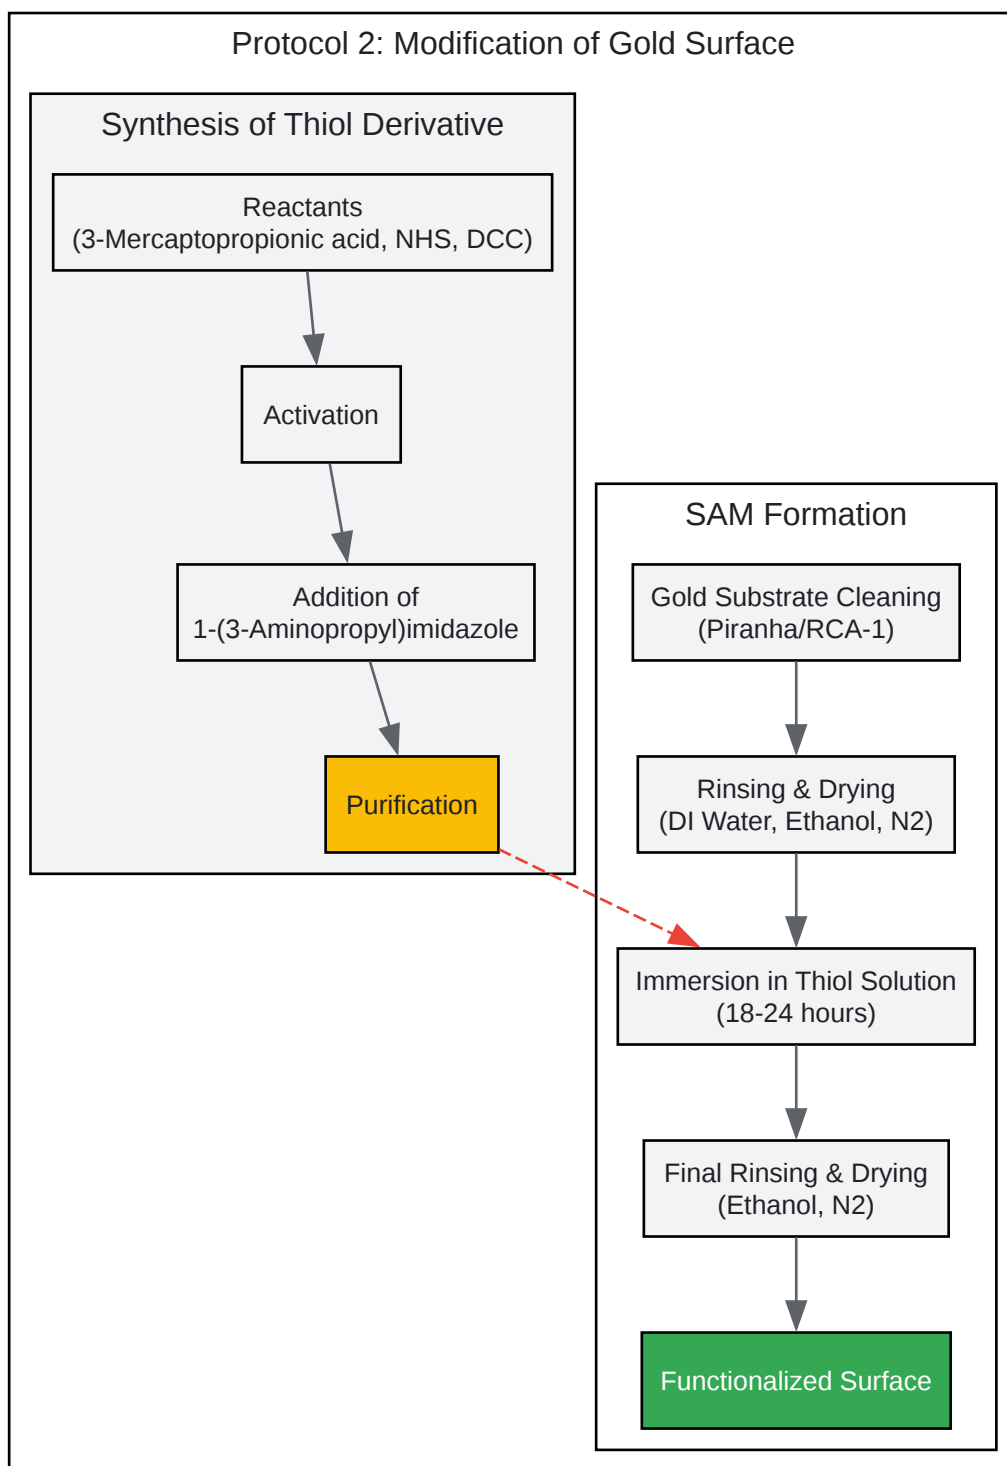 Protocol 2: Modification of Gold Surface
Synthesis of Thiol Derivative
Reactants
(3-Mercaptopropionic acid, NHS, DCC)
Activation
Addition of
1-(3-Aminopropyl)imidazole
Purification
SAM Formation
Gold Substrate Cleaning
(Piranha/RCA-1)
Rinsing & Drying
(DI Water, Ethanol, N2)
Immersion in Thiol Solution
(18-24 hours)
Final Rinsing & Drying
(Ethanol, N2)
Functionalized Surface